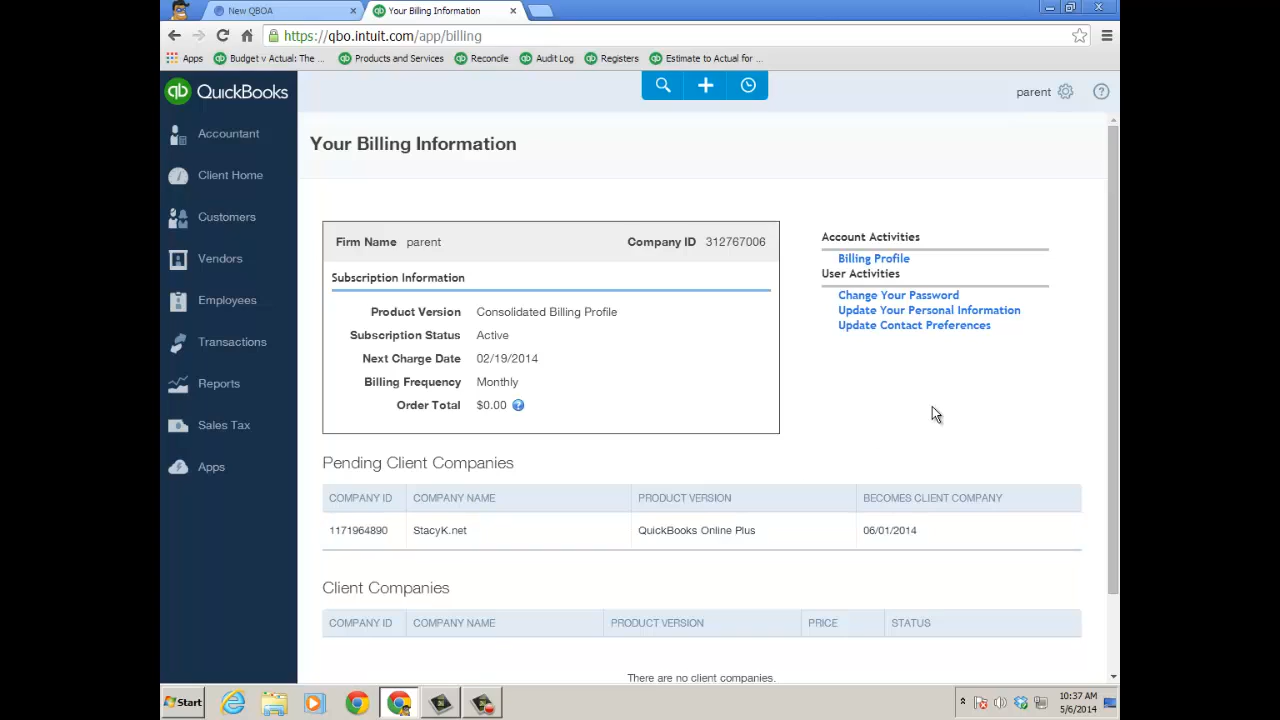 New QBOA
Your Billing Information
https://qbo.intuit.com/app/billing
Apps
Budget v Actual: The ...
Products and Services
Reconcile
Audit Log
Registers
Estimate to Actual for ...
qb QuickBooks
parent
Accountant
Client Home
Customers
Vendors
Employees
Transactions
Reports
Sales Tax
Apps
Your Billing Information
Firm Name parent
Company ID 312767006
Subscription Information
Product Version Consolidated Billing Profile
Subscription Status Active
Next Charge Date 02/19/2014
Billing Frequency Monthly
Order Total $0.00 ?
Account Activities
Billing Profile
User Activities
Change Your Password
Update Your Personal Information
Update Contact Preferences
Pending Client Companies
COMPANY ID COMPANY NAME PRODUCT VERSION BECOMES CLIENT COMPANY
1171964890 StacyK.net QuickBooks Online Plus 06/01/2014
Client Companies
COMPANY ID COMPANY NAME PRODUCT VERSION PRICE STATUS
There are no client companies.
Start
10:37 AM
5/6/2014